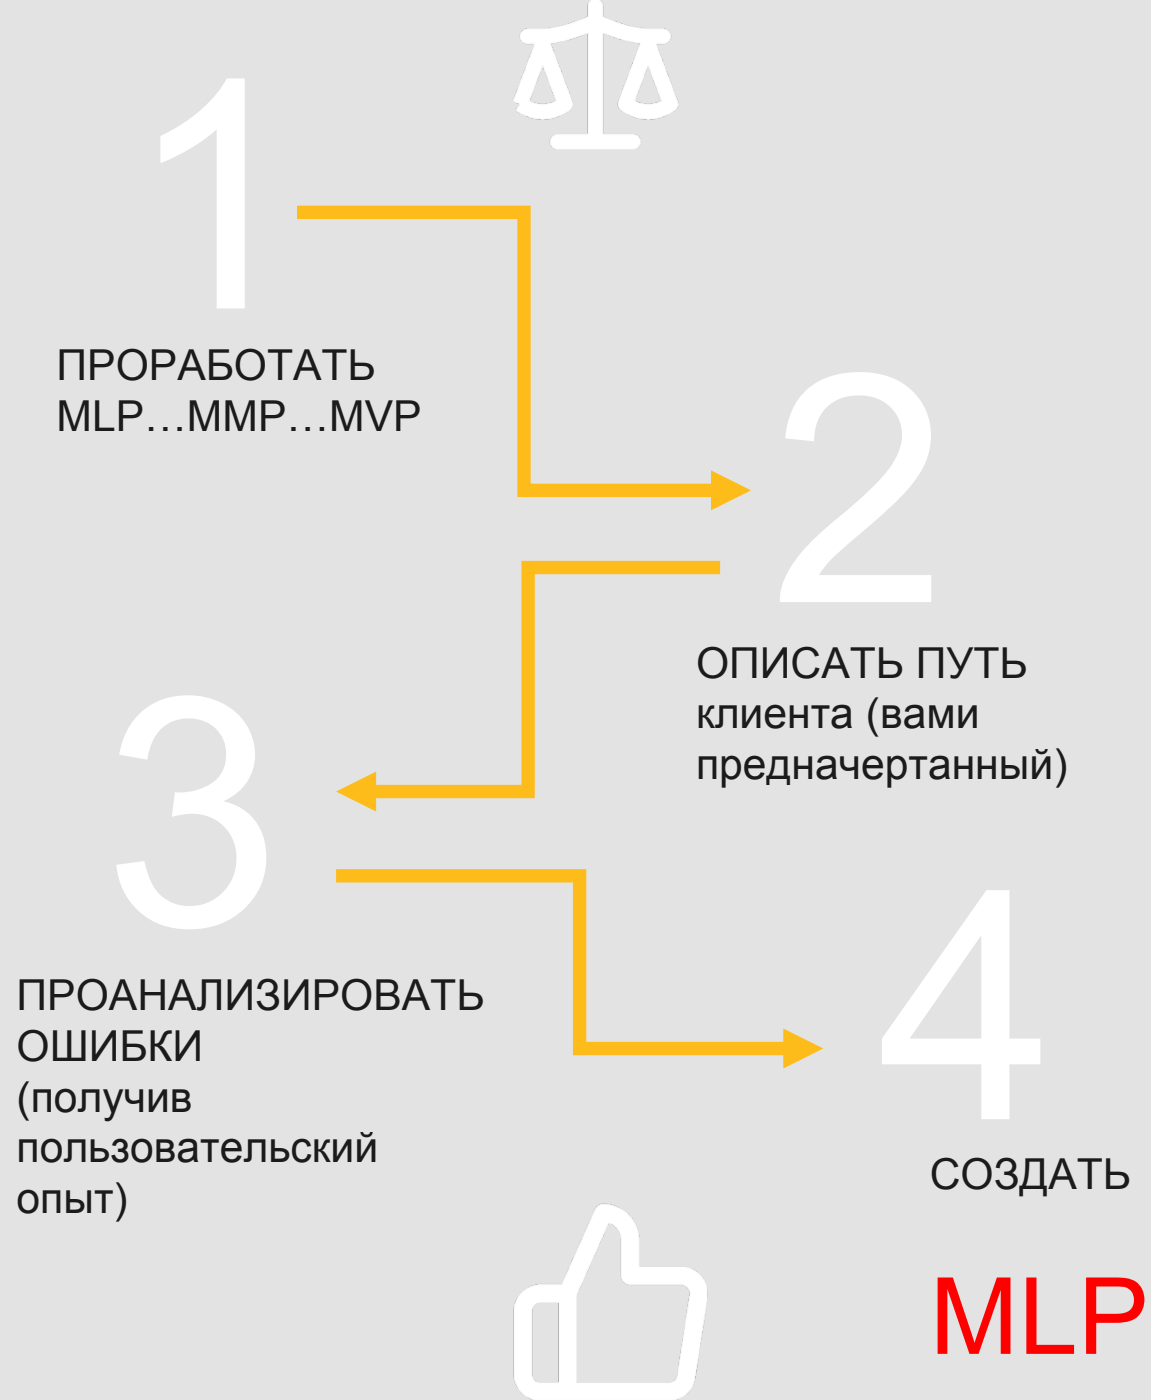 1
ПРОРАБОТАТЬ
MLP...MMP...MVP
2
ОПИСАТЬ ПУТЬ
клиента (вами
предначертанный)
3
ПРОАНАЛИЗИРОВАТЬ
ОШИБКИ
(получив
пользовательский
опыт)
4
СОЗДАТЬ
MLP